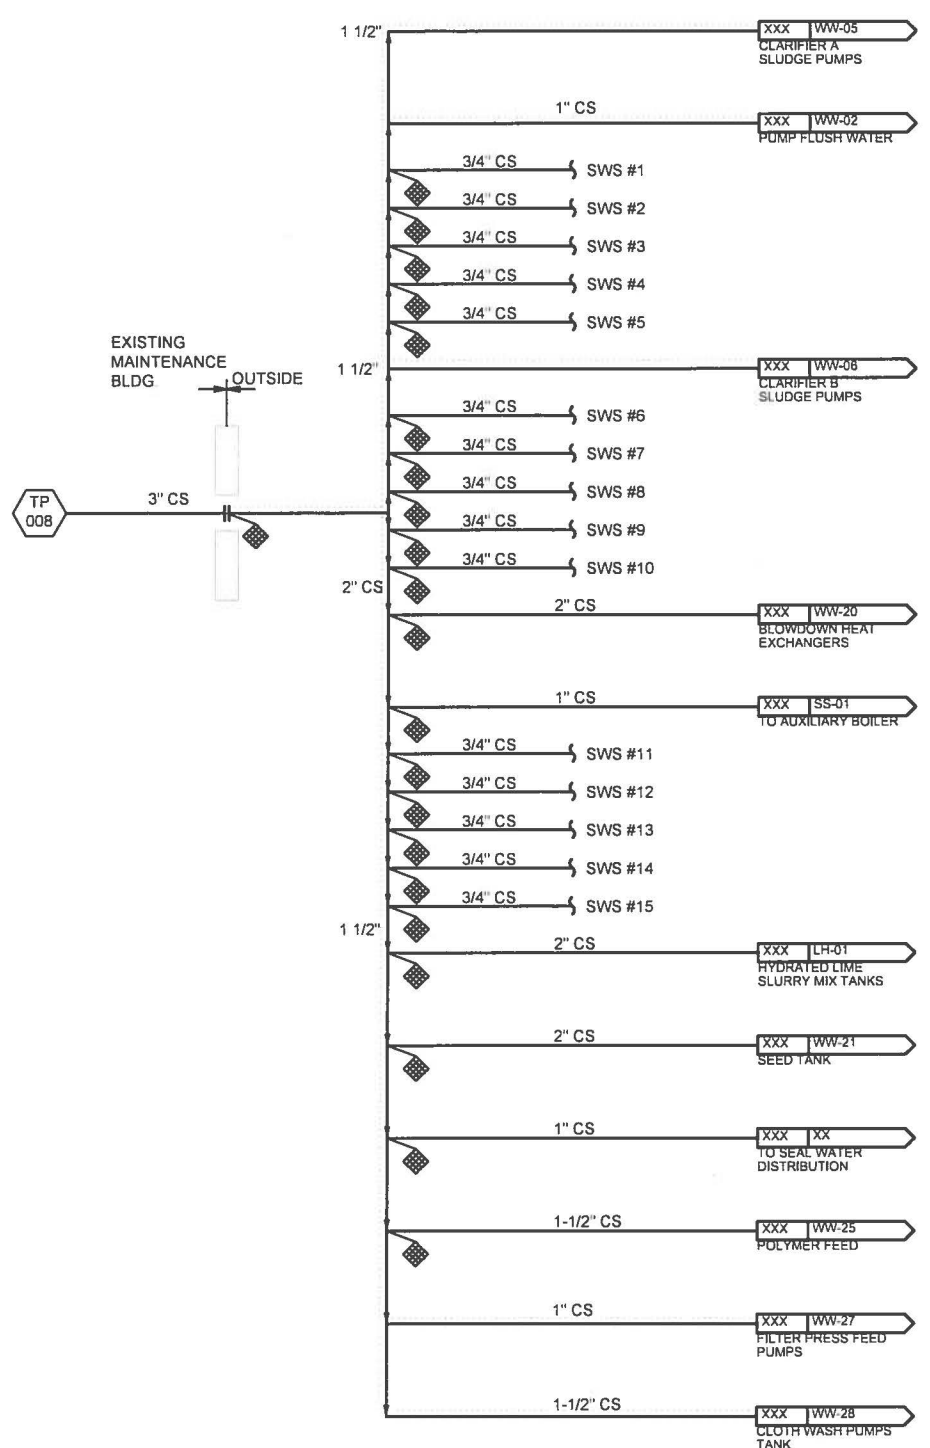 1 1/2"
XXX WW-05
CLARIFIER A
SLUDGE PUMPS
1" CS
XXX WW-02
PUMP FLUSH WATER
3/4" CS SWS #1
3/4" CS SWS #2
3/4" CS SWS #3
3/4" CS SWS #4
3/4" CS SWS #5
EXISTING
MAINTENANCE
BLDG
OUTSIDE
1 1/2"
XXX WW-06
CLARIFIER B
SLUDGE PUMPS
3/4" CS SWS #6
3/4" CS SWS #7
3/4" CS SWS #8
TP
008
3" CS
3/4" CS SWS #9
3/4" CS SWS #10
2" CS
2" CS
XXX WW-20
BLOWDOWN HEAT
EXCHANGERS
1" CS
XXX SS-01
TO AUXILIARY BOILER
3/4" CS SWS #11
3/4" CS SWS #12
3/4" CS SWS #13
3/4" CS SWS #14
3/4" CS SWS #15
1 1/2"
2" CS
XXX LH-01
HYDRATED LIME
SLURRY MIX TANKS
2" CS
XXX WW-21
SEED TANK
1" CS
XXX XX
TO SEAL WATER
DISTRIBUTION
1-1/2" CS
XXX WW-25
POLYMER FEED
1" CS
XXX WW-27
FILTER PRESS FEED
PUMPS
1-1/2" CS
XXX WW-28
CLOTH WASH PUMPS
TANK